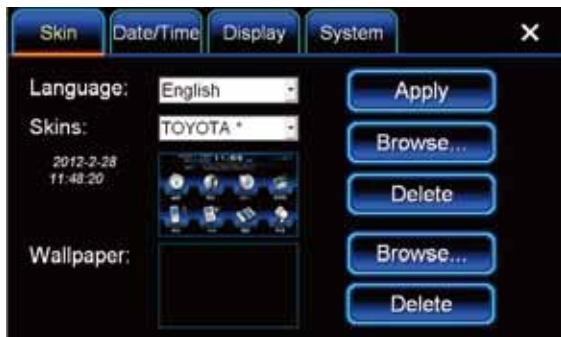 Skin Date/Time Display System X
Language: English Apply
Skins: TOYOTA * Browse...
2012-2-28
11:48:20
Delete
Wallpaper: Browse...
Delete